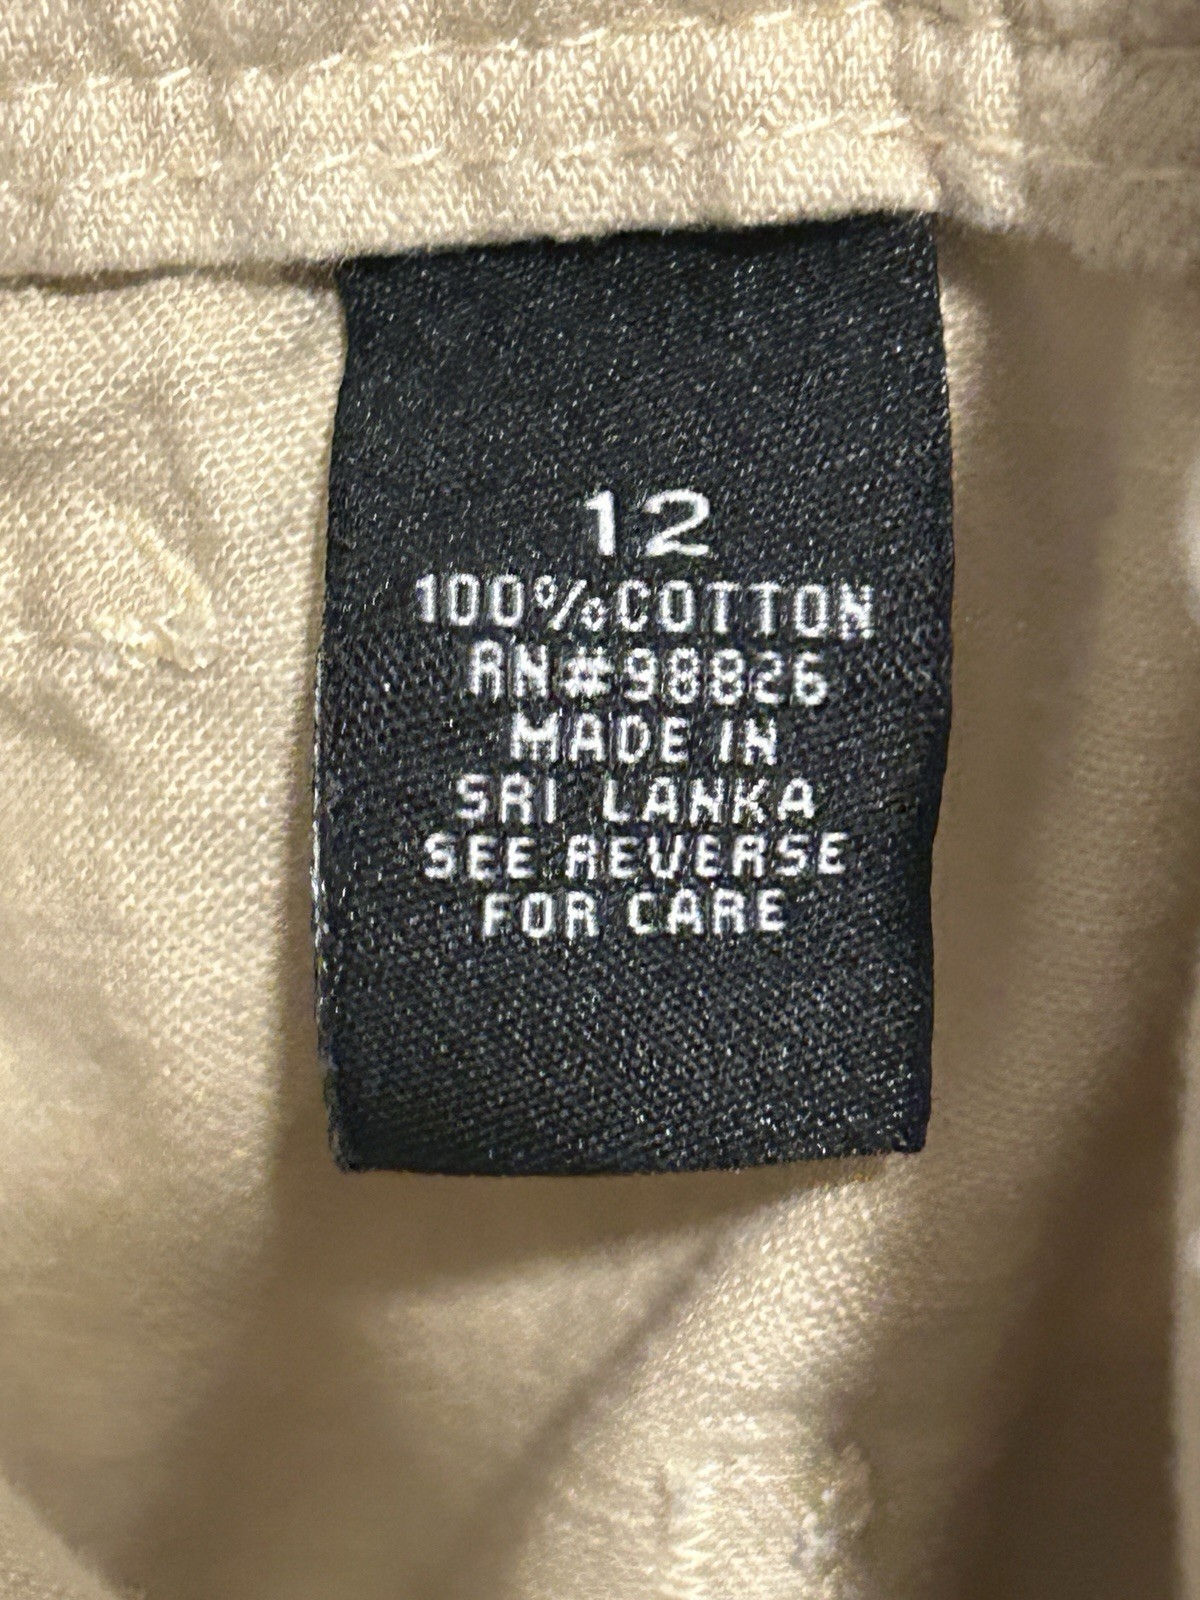 12
100%COTTON
RN#98826
MADE IN
SRI LANKA
SEE REVERSE
FOR CARE